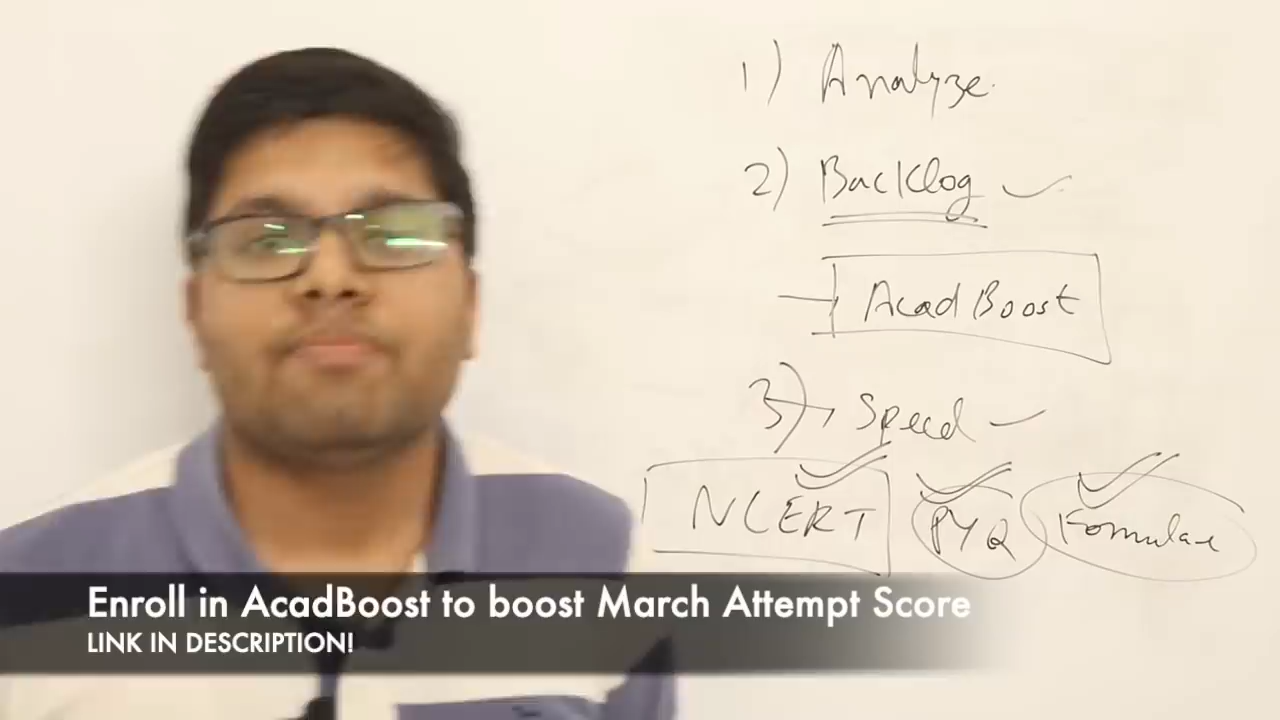 1) Analyze.
2) Backlog
AcadBoost
3) Speed
NCERT PYQ Formulae
Enroll in AcadBoost to boost March Attempt Score
LINK IN DESCRIPTION!